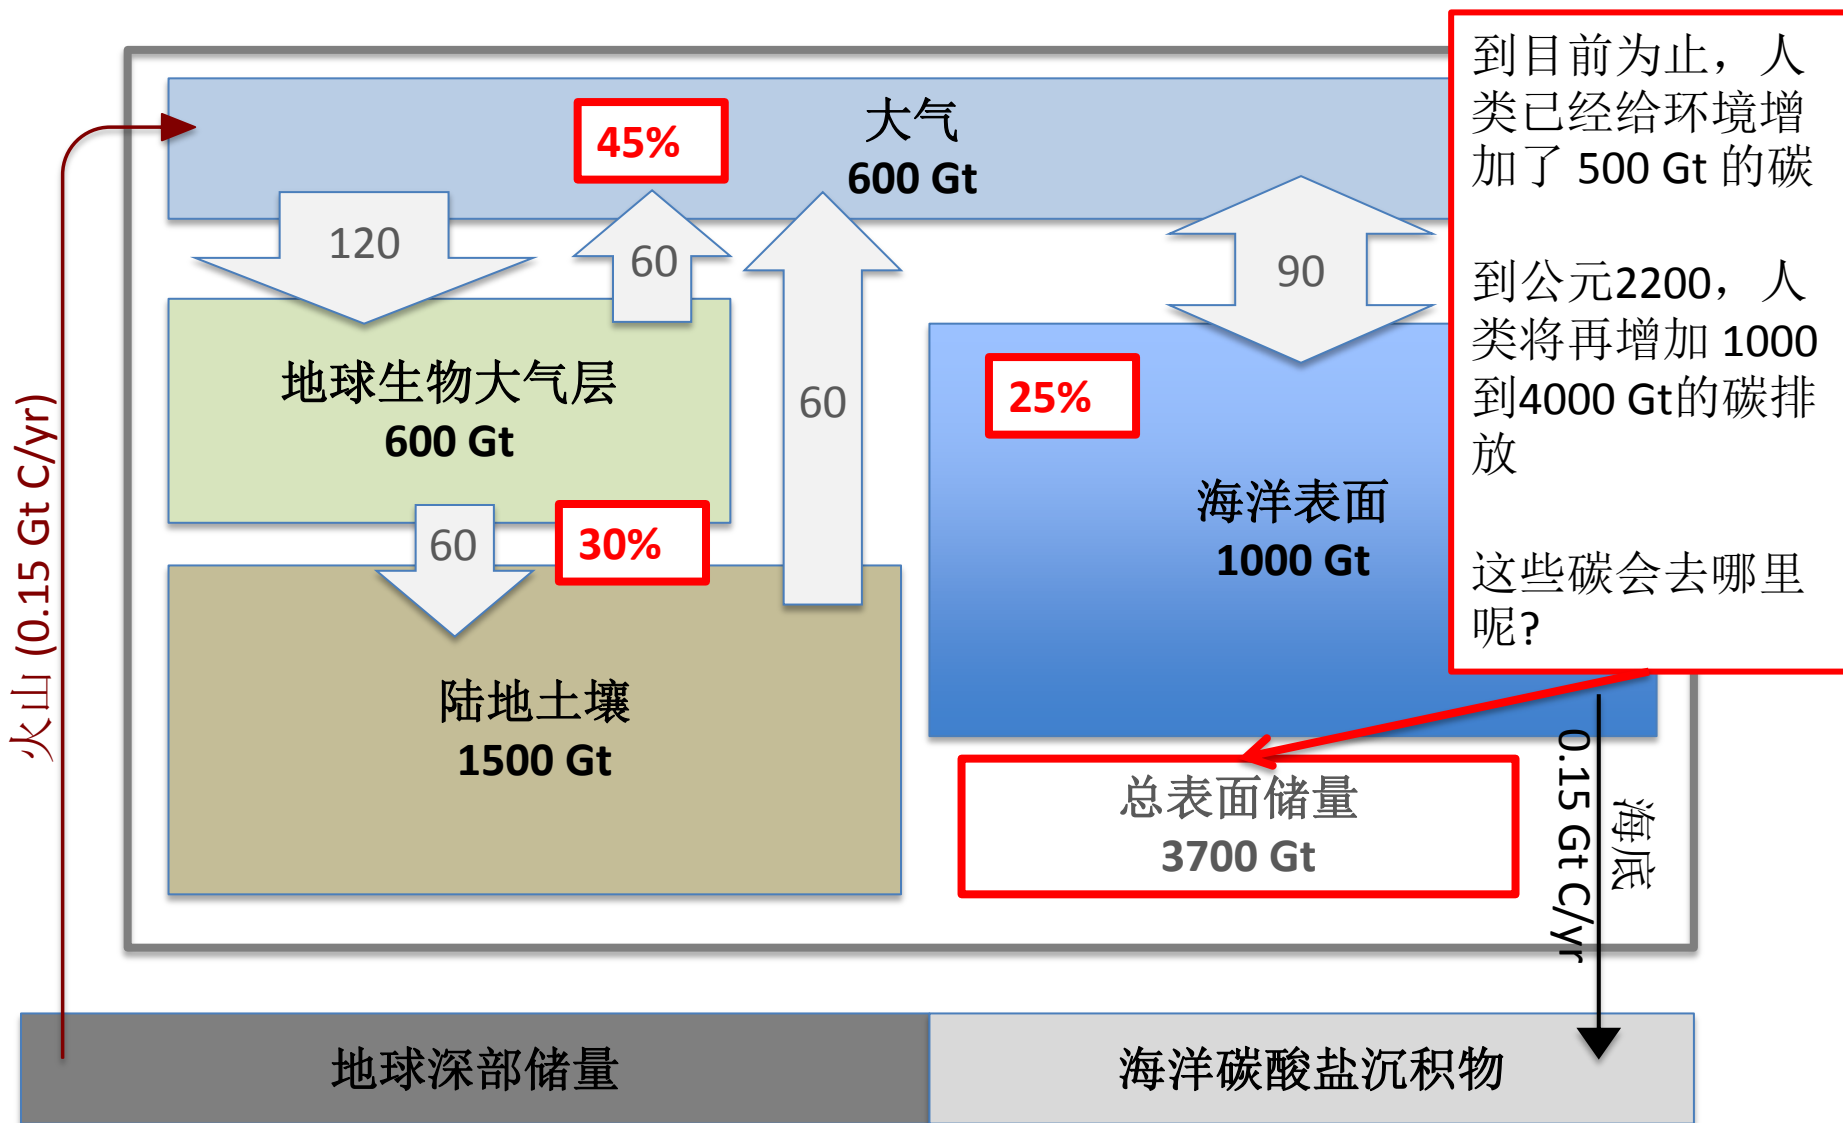 大气
600 Gt
45%
120
60
60
90
地球生物大气层
600 Gt
60
30%
25%
海洋表面
1000 Gt
陆地土壤
1500 Gt
总表面储量
3700 Gt
火山 (0.15 Gt C/yr)
海底
0.15 Gt C/yr
地球深部储量
海洋碳酸盐沉积物
到目前为止，人
类已经给环境增
加了 500 Gt 的碳
到公元2200，人
类将再增加 1000
到4000 Gt的碳排
放
这些碳会去哪里
呢?